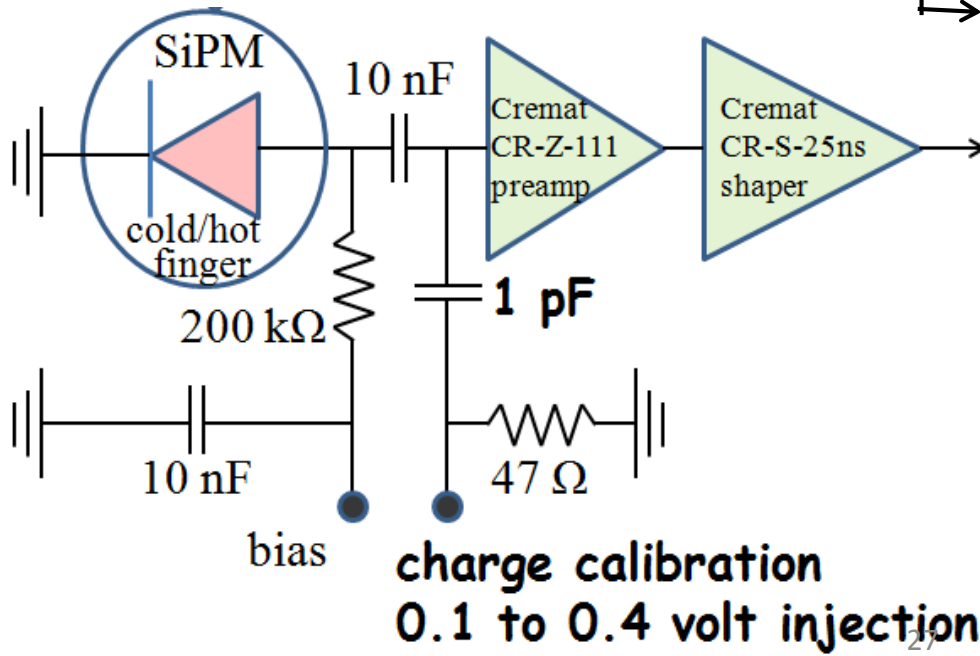 SiPM
10 nF
Cremat
CR-Z-111
preamp
Cremat
CR-S-25ns
shaper
cold/hot
finger
1 pF
200 kΩ
10 nF
47 Ω
bias
charge calibration
0.1 to 0.4 volt injection
27